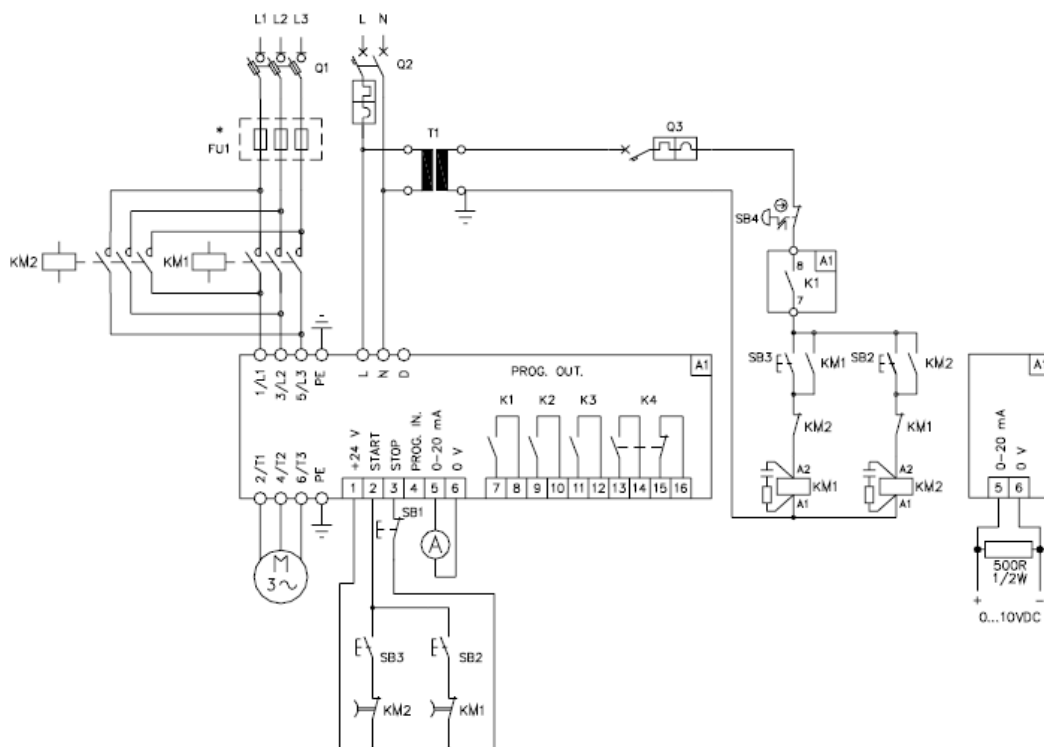 L1 L2 L3
L N
Q1
Q2
*
FU1
T1
Q3
SB4
A1
8
K1
7
KM2
KM1
SB3
KM1
SB2
KM2
KM2
KM1
A2
KM1
A1
A2
KM2
A1
1/L1
3/L2
5/L3
PE
L
N
D
PROG. OUT.
A1
K1 K2 K3 K4
2/T1
4/T2
6/T3
PE
+24 V
START
STOP
PROG. IN.
0-20 mA
0 V
1 2 3 4 5 6
7 8 9 10 11 12 13 14 15 16
SB1
A
M
3~
SB3
SB2
KM2
KM1
A1
0-20 mA
0 V
5 6
500R
1/2W
+ -
0...10VDC